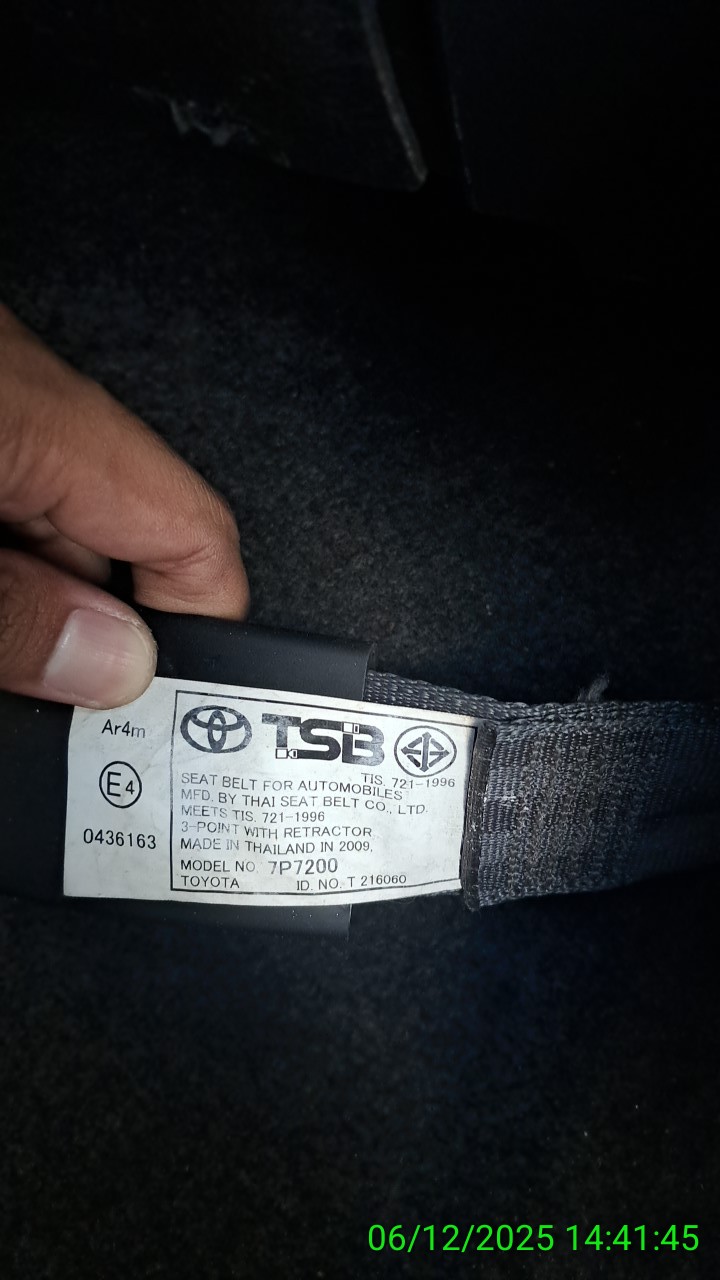 Ar4m
E4
0436163
TSB
TIS. 721-1996
SEAT BELT FOR AUTOMOBILES
MFD. BY THAI SEAT BELT CO., LTD.
MEETS TIS. 721-1996
3-POINT WITH RETRACTOR
MADE IN THAILAND IN 2009.
MODEL NO. 7P7200
TOYOTA ID. NO. T 216060
06/12/2025 14:41:45